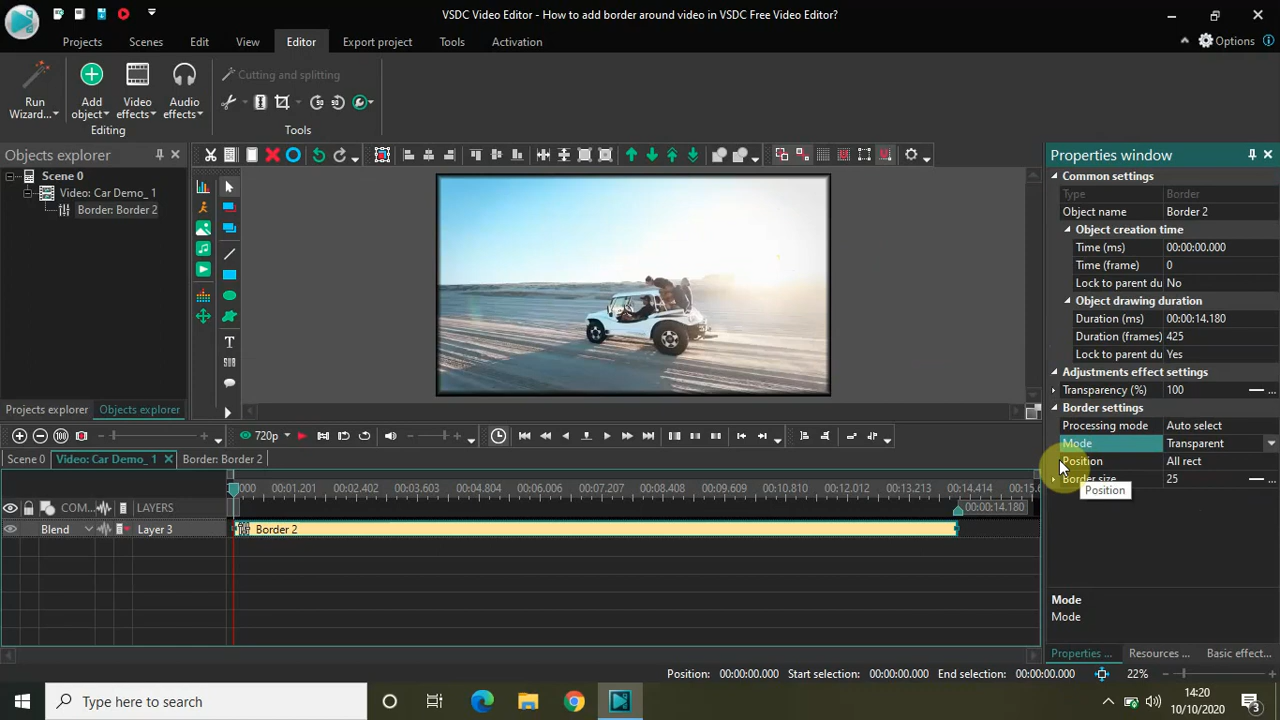 VSDC Video Editor - How to add border around video in VSDC Free Video Editor?
Projects Scenes Edit View Editor Export project Tools Activation
Options
Run Wizard...
Add object
Video effects
Audio effects
Cutting and splitting
Editing
Tools
Objects explorer
Scene 0
Video: Car Demo_ 1
Border: Border 2
Projects explorer
Objects explorer
Properties window
Common settings
Type Border
Object name Border 2
Object creation time
Time (ms) 00:00:00.000
Time (frame) 0
Lock to parent du No
Object drawing duration
Duration (ms) 00:00:14.180
Duration (frames) 425
Lock to parent du Yes
Adjustments effect settings
Transparency (%) 100 ...
Border settings
Processing mode Auto select
Mode Transparent
Position All rect
Border size 25 ...
Position
Mode
Mode
Properties ... Resources ... Basic effect...
720p
Scene 0 Video: Car Demo_ 1 Border: Border 2
000 00:01.201 00:02.402 00:03.603 00:04.804 00:06.006 00:07.207 00:08.408 00:09.609 00:10.810 00:12.012 00:13.213 00:14.414 00:15.6
00:00:14.180
COM... LAYERS
Blend Layer 3
Border 2
Position: 00:00:00.000 Start selection: 00:00:00.000 End selection: 00:00:00.000 22%
Type here to search
14:20
10/10/2020
3